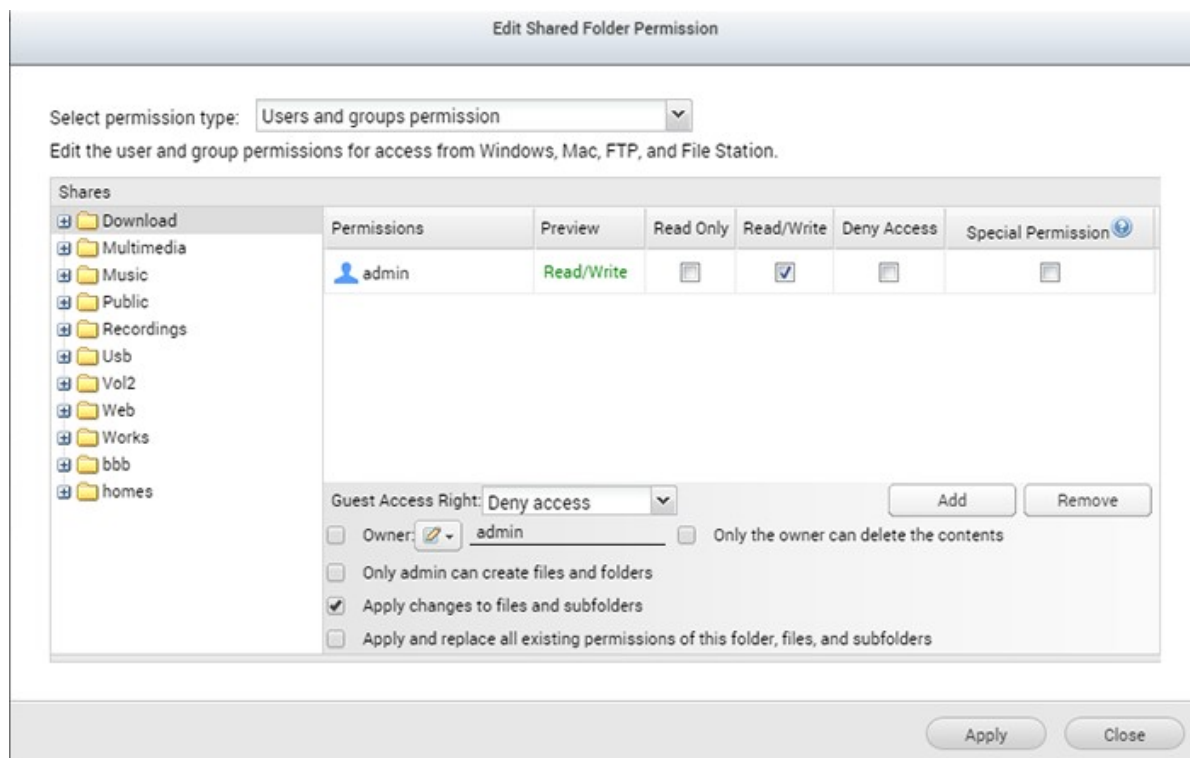 Edit Shared Folder Permission
Select permission type: Users and groups permission
Edit the user and group permissions for access from Windows, Mac, FTP, and File Station.
Shares
Download
Multimedia
Music
Public
Recordings
Usb
Vol2
Web
Works
bbb
homes
Permissions Preview Read Only Read/Write Deny Access Special Permission
admin Read/Write
Guest Access Right: Deny access Add Remove
Owner: admin Only the owner can delete the contents
Only admin can create files and folders
Apply changes to files and subfolders
Apply and replace all existing permissions of this folder, files, and subfolders
Apply Close